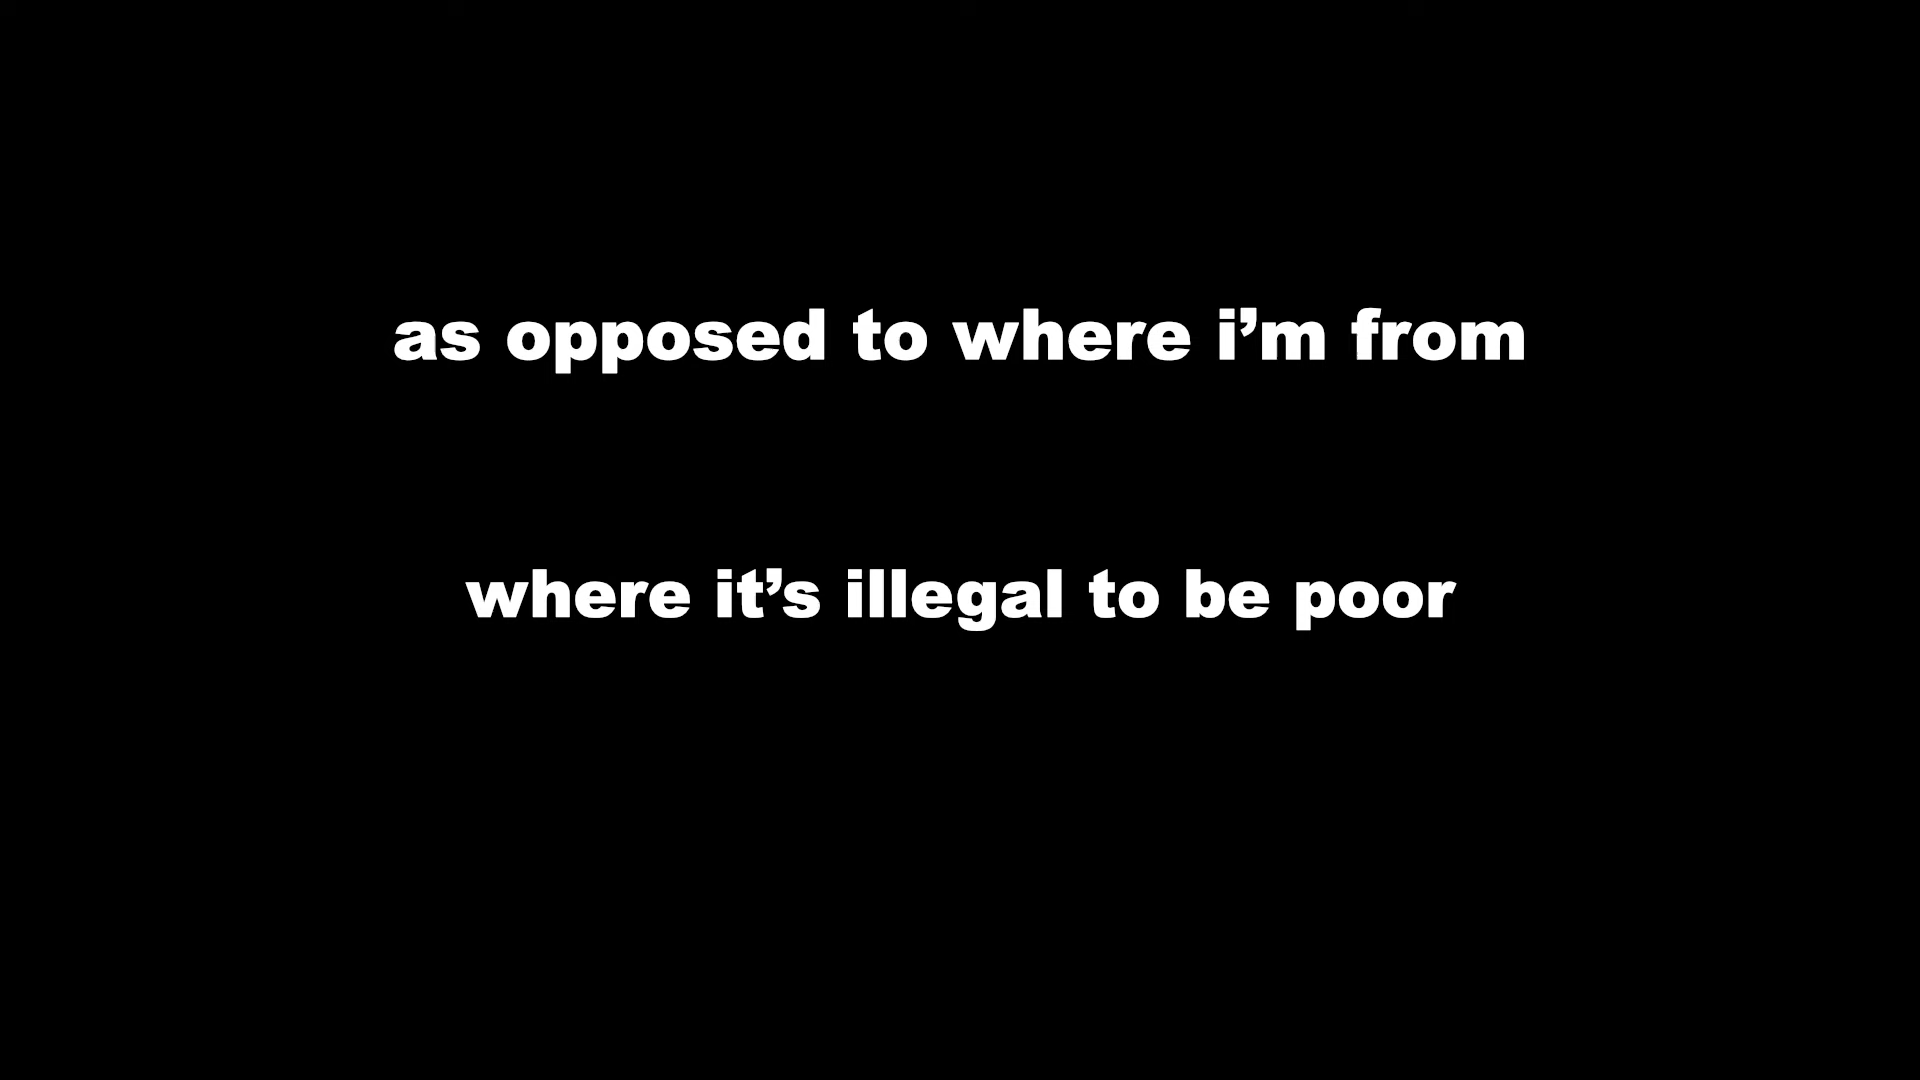 as opposed to where i’m from
where it’s illegal to be poor